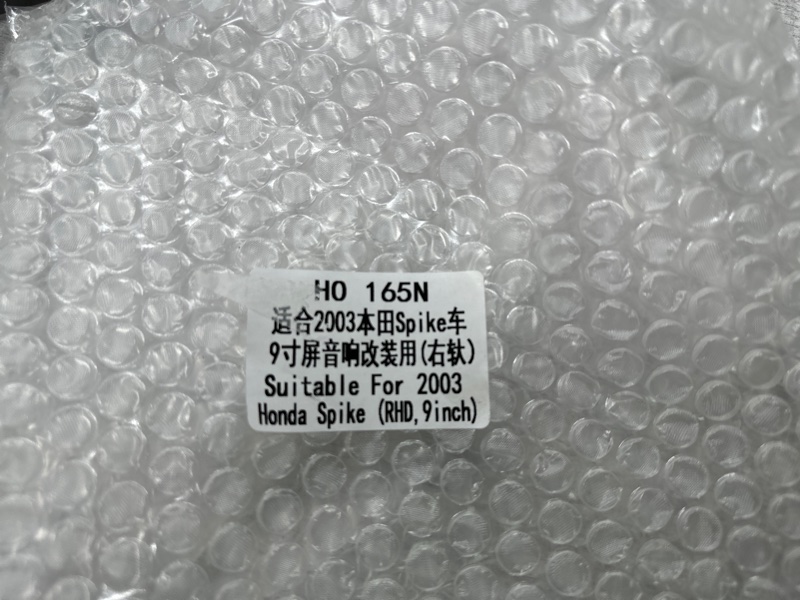 HO 165N
适合2003本田Spike车
9寸屏音响改装用(右驮)
Suitable For 2003
Honda Spike (RHD,9inch)